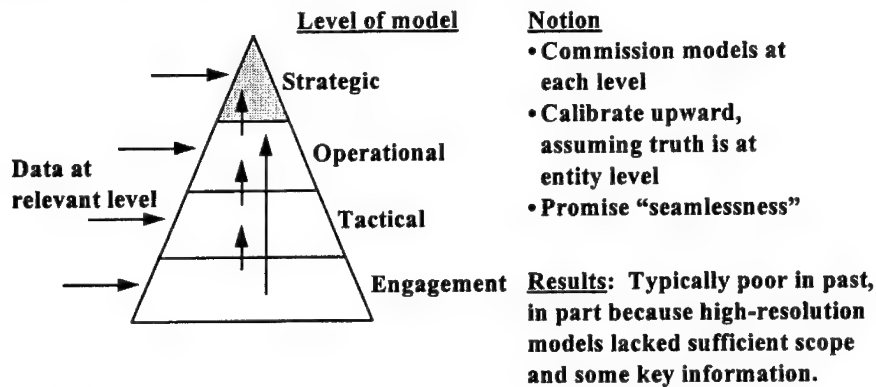 Level of model
Strategic
Operational
Tactical
Engagement
Data at
relevant level
Notion
• Commission models at
each level
• Calibrate upward,
assuming truth is at
entity level
• Promise “seamlessness”
Results: Typically poor in past,
in part because high-resolution
models lacked sufficient scope
and some key information.